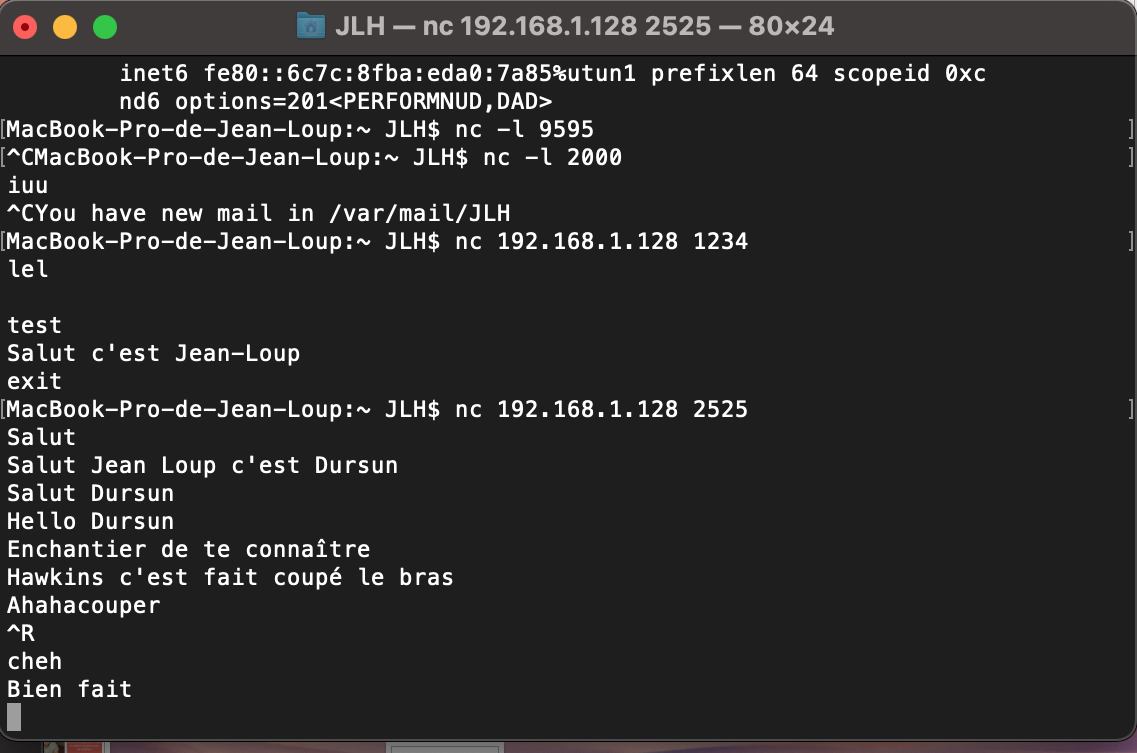 JLH — nc 192.168.1.128 2525 — 80×24
inet6 fe80::6c7c:8fba:eda0:7a85%utun1 prefixlen 64 scopeid 0xc
nd6 options=201<PERFORMNUD,DAD>
[MacBook-Pro-de-Jean-Loup:~ JLH$ nc -l 9595 ]
[^CMacBook-Pro-de-Jean-Loup:~ JLH$ nc -l 2000 ]
iuu
^CYou have new mail in /var/mail/JLH
[MacBook-Pro-de-Jean-Loup:~ JLH$ nc 192.168.1.128 1234 ]
lel
test
Salut c'est Jean-Loup
exit
[MacBook-Pro-de-Jean-Loup:~ JLH$ nc 192.168.1.128 2525 ]
Salut
Salut Jean Loup c'est Dursun
Salut Dursun
Hello Dursun
Enchantier de te connaître
Hawkins c'est fait coupé le bras
Ahahacouper
^R
cheh
Bien fait